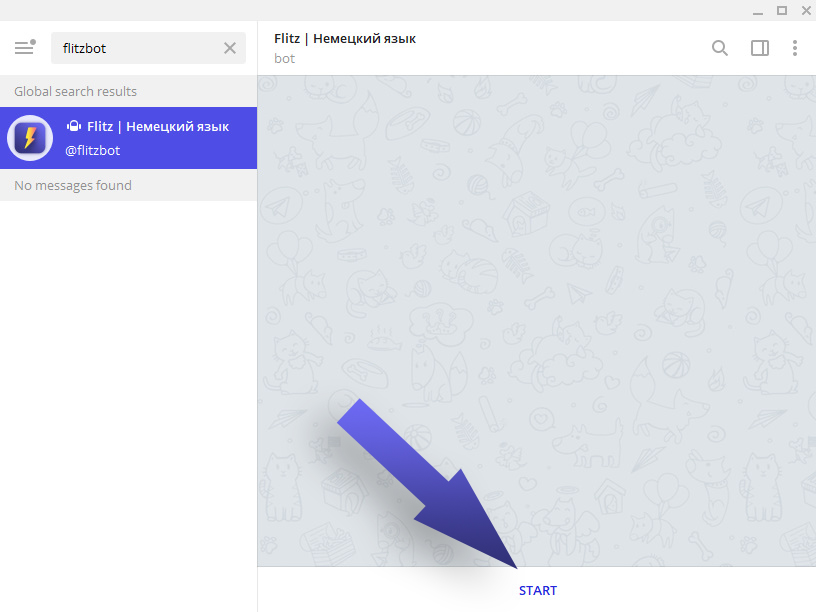 flitzbot
Flitz | Немецкий язык
bot
Global search results
Flitz | Немецкий язык
@flitzbot
No messages found
START